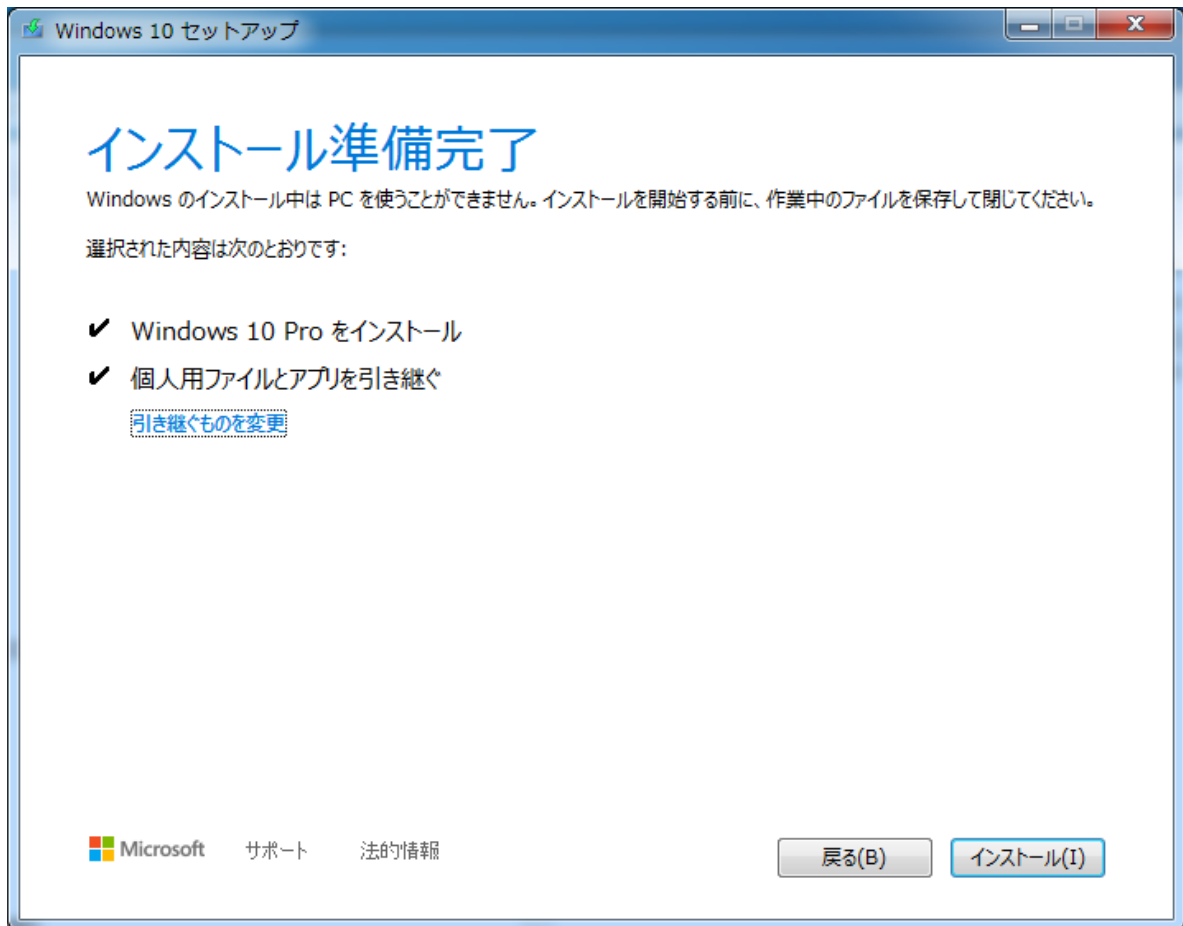 Windows 10 セットアップ
インストール準備完了
Windows のインストール中は PC を使うことができません。インストールを開始する前に、作業中のファイルを保存して閉じてください。
選択された内容は次のとおりです:
✔ Windows 10 Pro をインストール
✔ 個人用ファイルとアプリを引き継ぐ
引き継ぐものを変更
Microsoft サポート 法的情報 戻る(B) インストール(I)